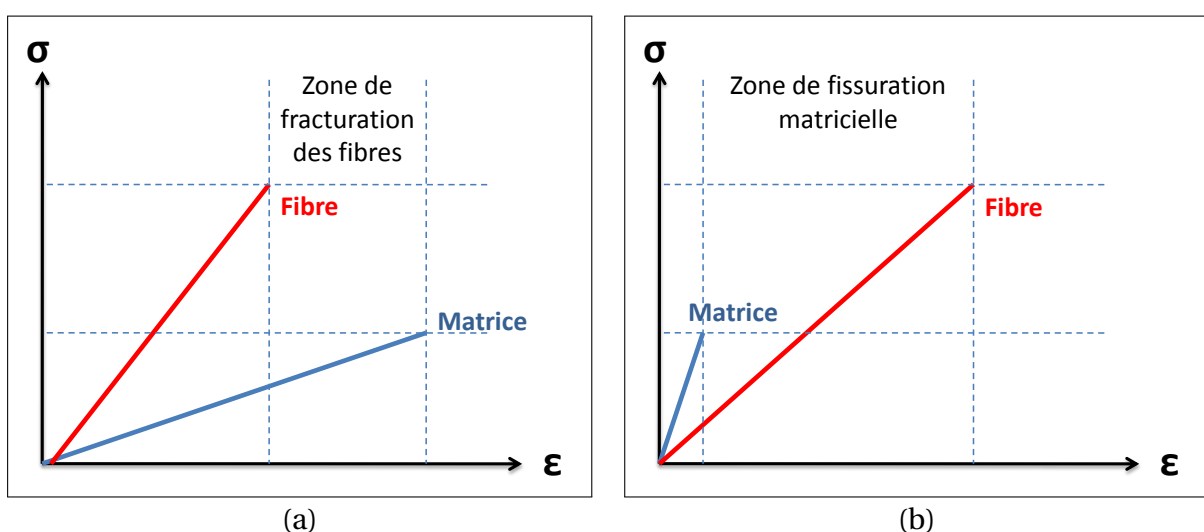 σ
Zone de
fracturation
des fibres
Fibre
Matrice
ε
(a)
σ
Zone de fissuration
matricielle
Fibre
Matrice
ε
(b)